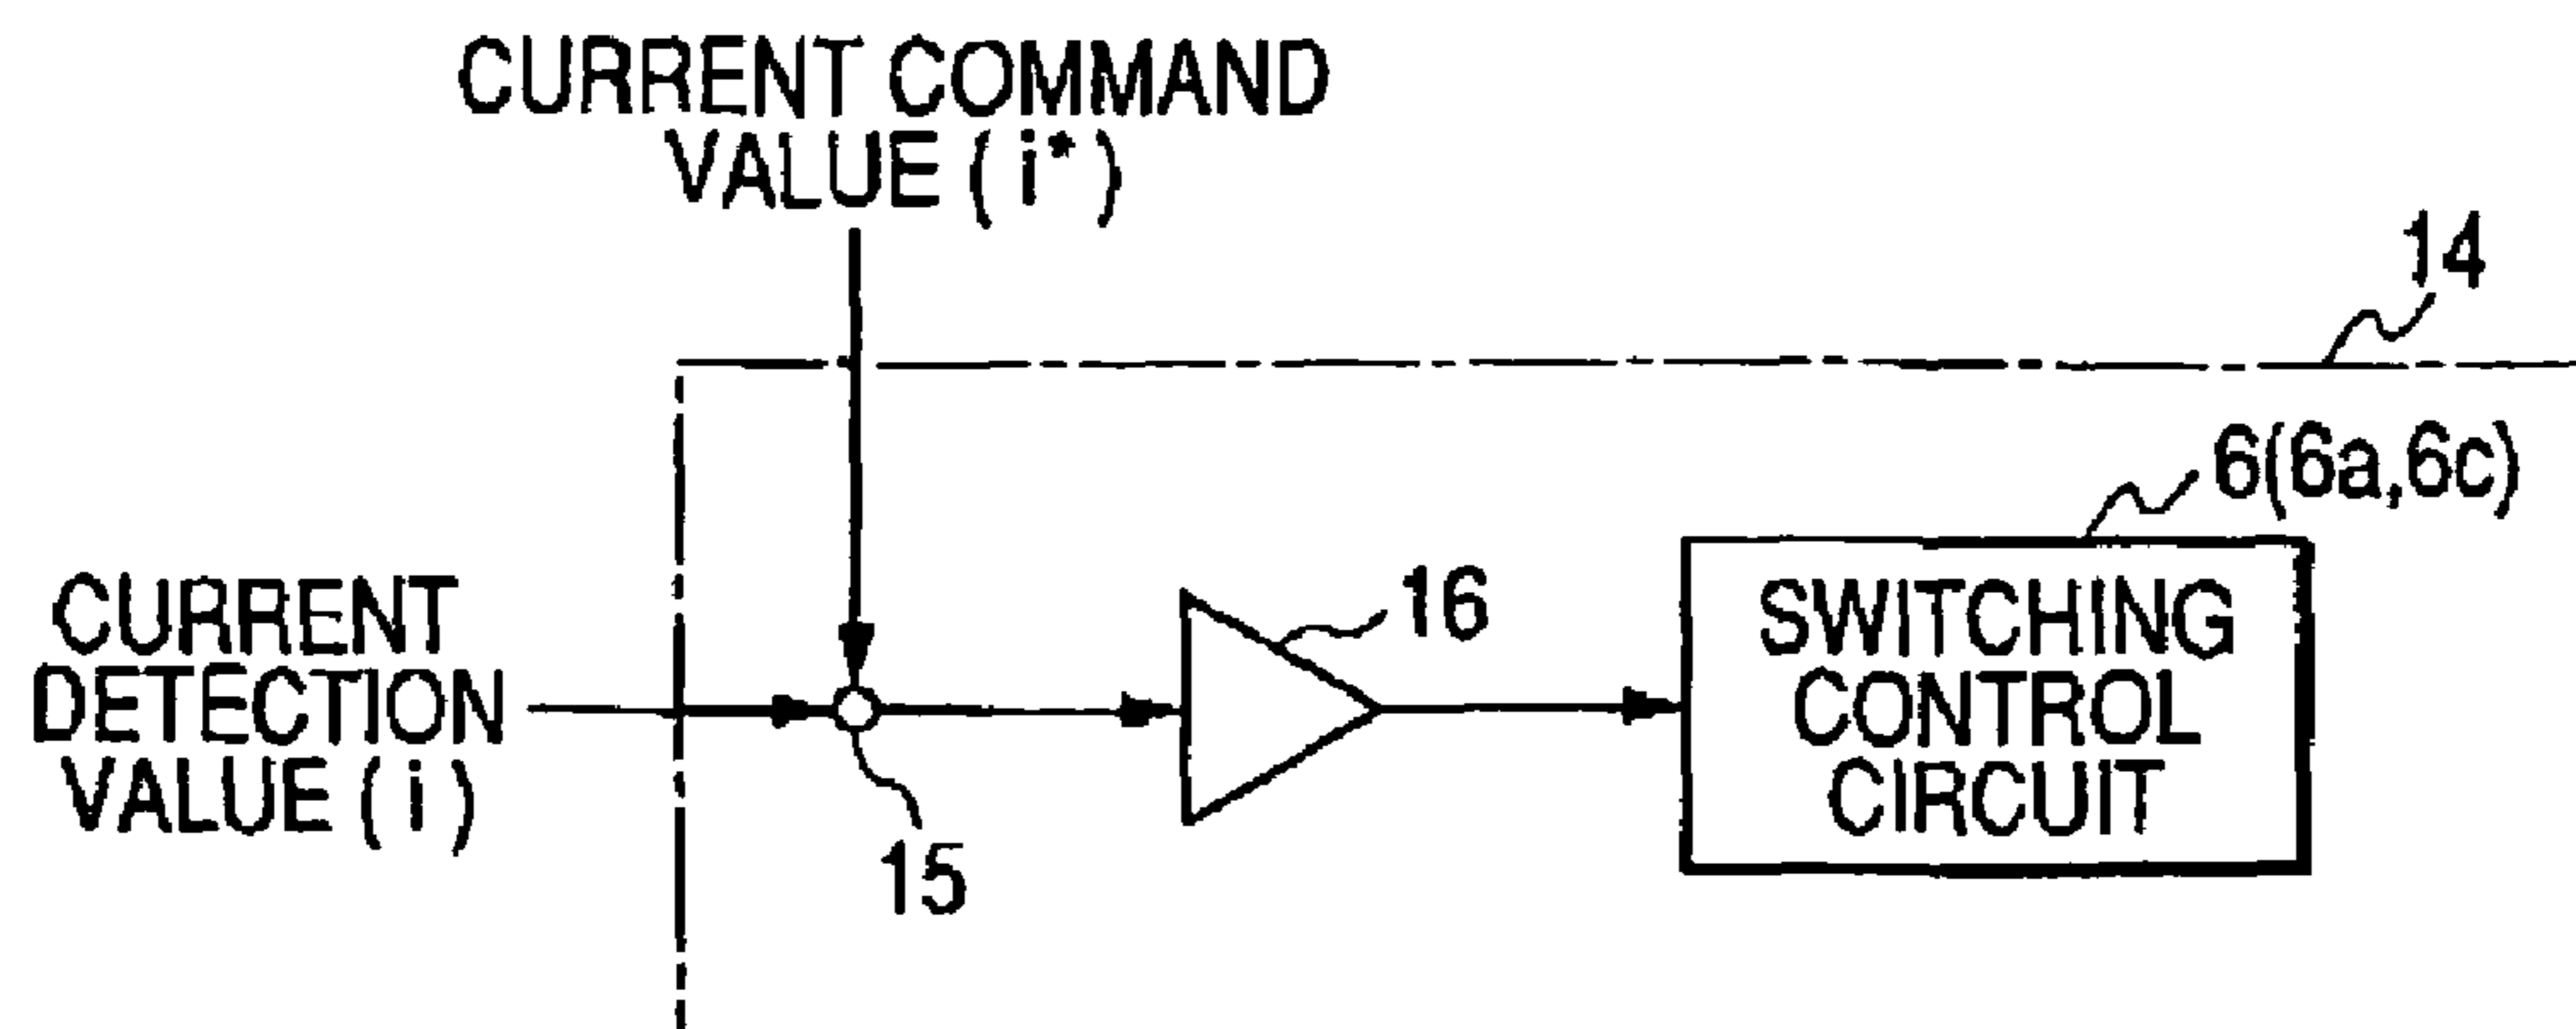 CURRENT COMMAND
VALUE ( i* )
14
6(6a,6c)
CURRENT
DETECTION
VALUE ( i )
16
SWITCHING
CONTROL
CIRCUIT
15